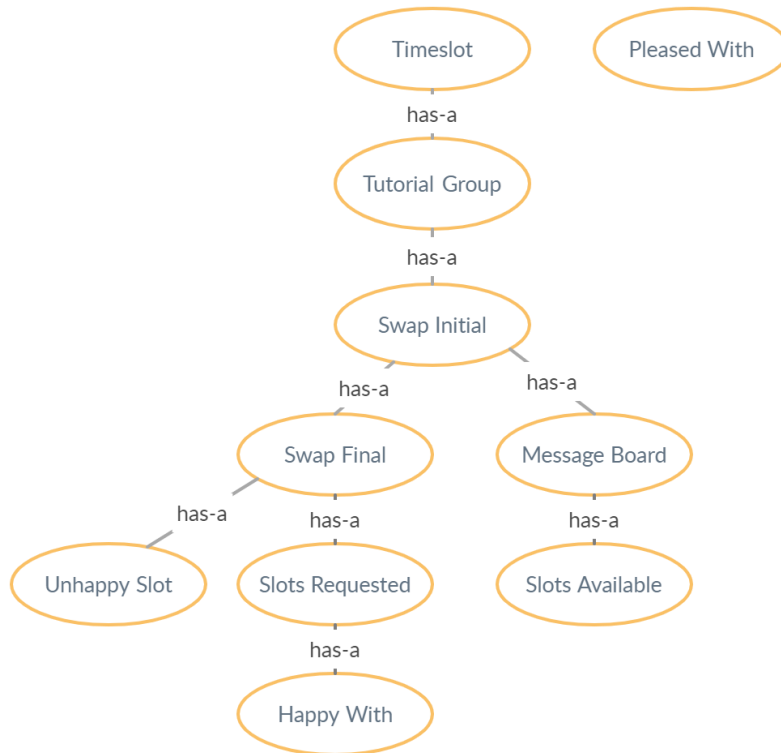 Timeslot
Pleased With
has-a
Tutorial Group
has-a
Swap Initial
has-a
has-a
Swap Final
Message Board
has-a
has-a
has-a
Unhappy Slot
Slots Requested
Slots Available
has-a
Happy With